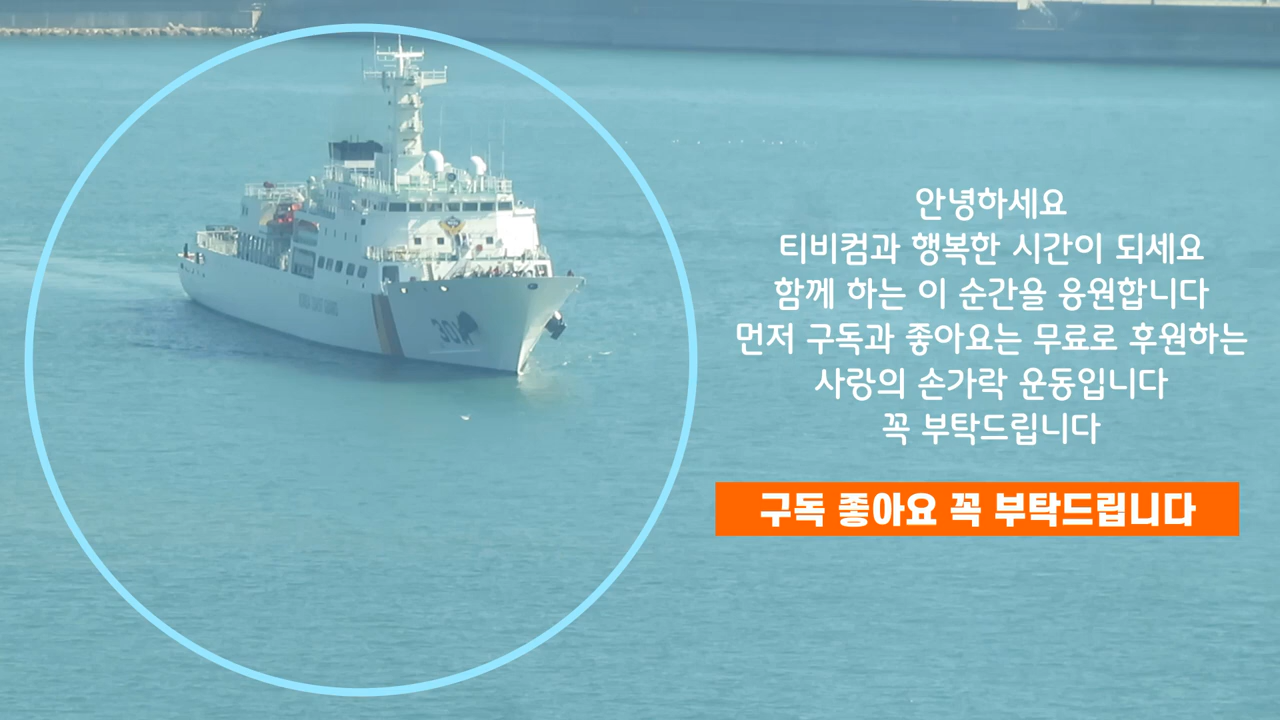 안녕하세요
티비컴과 행복한 시간이 되세요
함께 하는 이 순간을 응원합니다
먼저 구독과 좋아요는 무료로 후원하는
사랑의 손가락 운동입니다
꼭 부탁드립니다
구독 좋아요 꼭 부탁드립니다
KOREA COAST GUARD